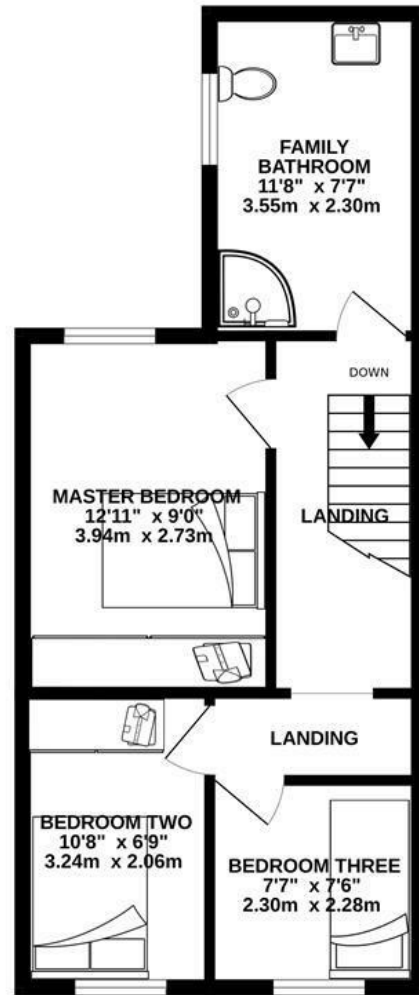 FAMILY
BATHROOM
11'8" x 7'7"
3.55m x 2.30m
DOWN
MASTER BEDROOM
12'11" x 9'0"
3.94m x 2.73m
LANDING
LANDING
BEDROOM TWO
10'8" x 6'9"
3.24m x 2.06m
BEDROOM THREE
7'7" x 7'6"
2.30m x 2.28m